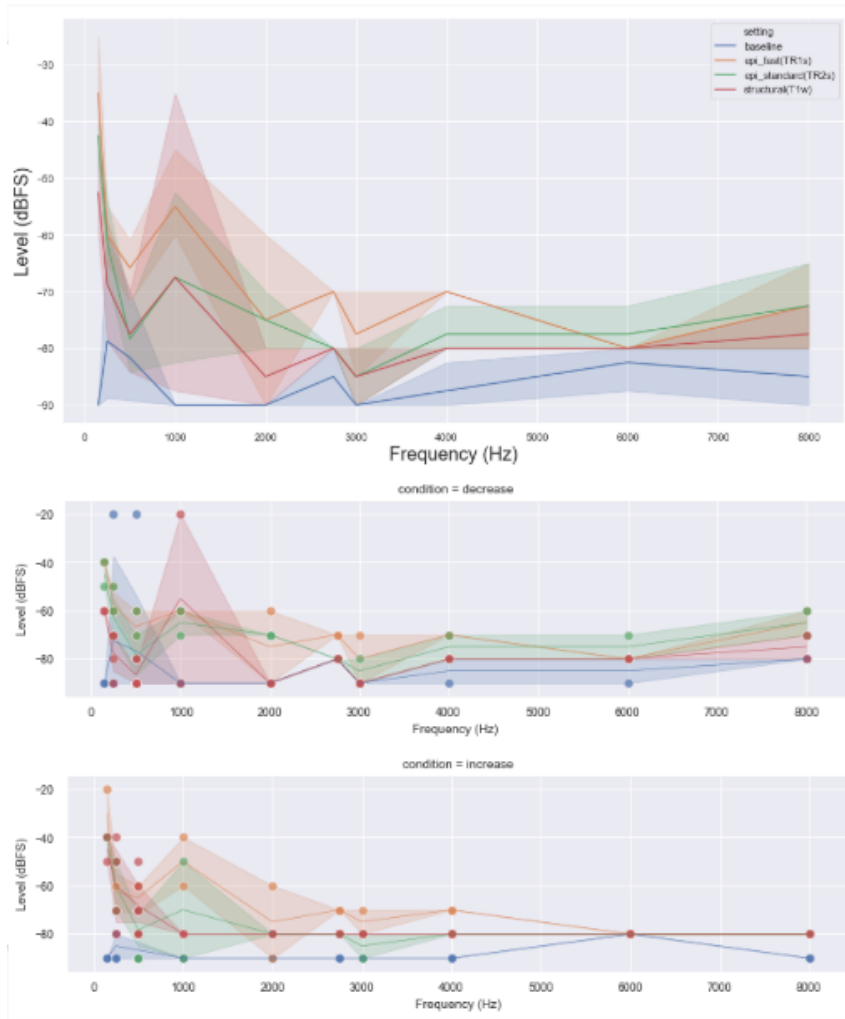 setting
baseline
epi_fast(TR1s)
epi_standard(TR2s)
structural(T1w)
−30
−40
−50
−60
−70
−80
−90
Level (dBFS)
0 1000 2000 3000 4000 5000 6000 7000 8000
Frequency (Hz)
condition = decrease
−20
−40
−60
−80
Level (dBFS)
0 1000 2000 3000 4000 5000 6000 7000 8000
Frequency (Hz)
condition = increase
−20
−40
−60
−80
Level (dBFS)
0 1000 2000 3000 4000 5000 6000 7000 8000
Frequency (Hz)